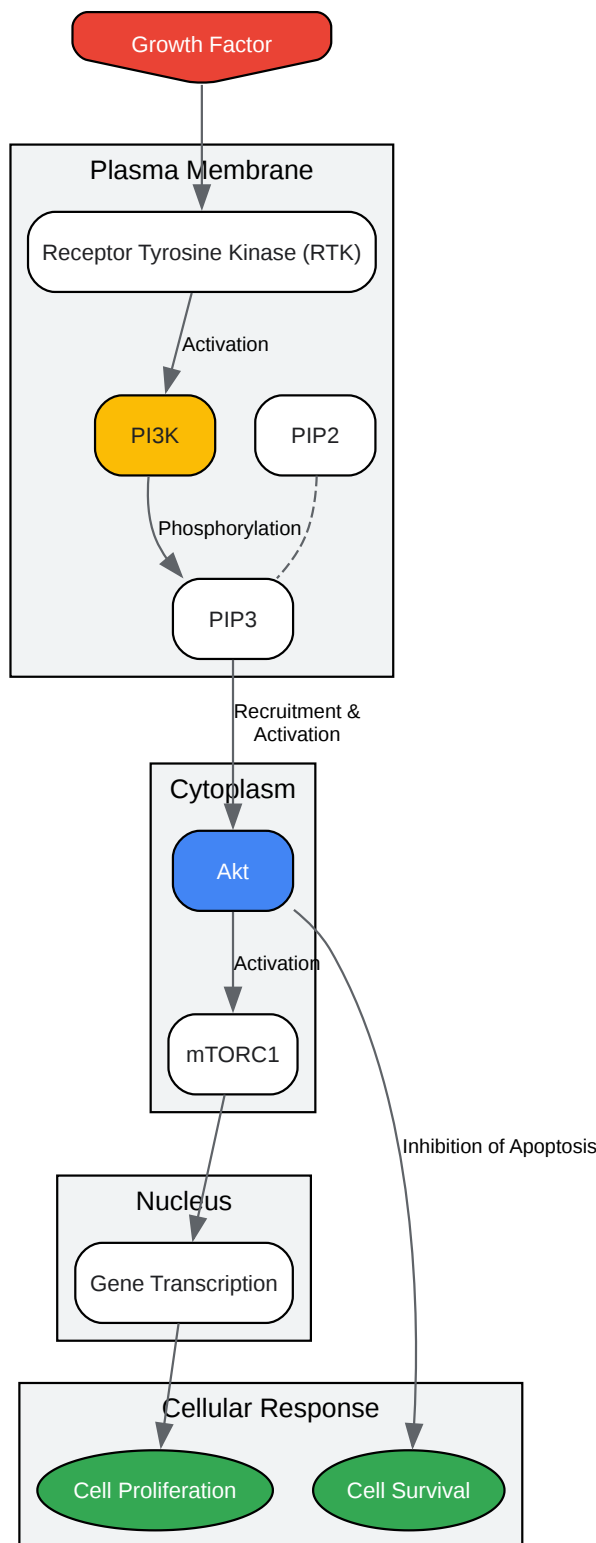 Growth Factor
Plasma Membrane
Receptor Tyrosine Kinase (RTK)
Activation
PI3K
PIP2
Phosphorylation
PIP3
Recruitment &
Activation
Cytoplasm
Akt
Activation
mTORC1
Inhibition of Apoptosis
Nucleus
Gene Transcription
Cellular Response
Cell Proliferation
Cell Survival